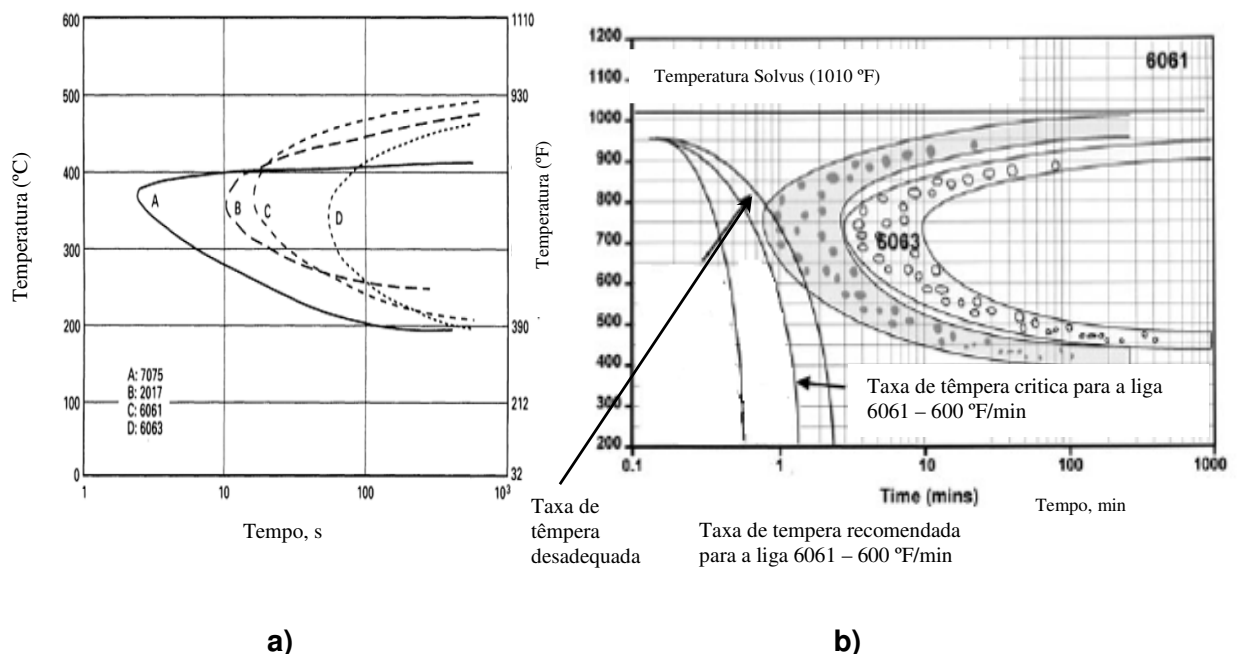 600
500
400
300
200
100
0
Temperatura (ºC)
1110
930
390
212
32
Temperatura (ºF)
A
B
C
D
A: 7075
B: 2017
C: 6061
D: 6063
1
10
100
10³
Tempo, s
a)
1200
1100
1000
900
800
700
600
500
400
200
Temperatura Solvus (1010 ºF)
6061
6063
Taxa de têmpera critica para a liga
6061 – 600 ºF/min
0.1
1
10
100
1000
Time (mins)
Tempo, min
Taxa de
têmpera
desadequada
Taxa de tempera recomendada
para a liga 6061 – 600 ºF/min
b)